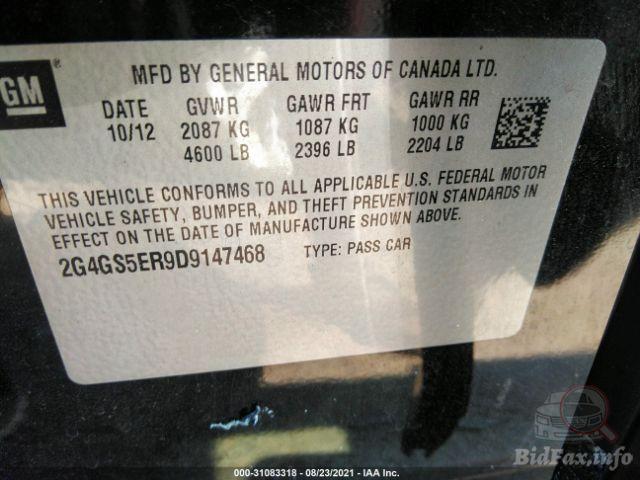 GM
®
MFD BY GENERAL MOTORS OF CANADA LTD.
DATE GVWR GAWR FRT GAWR RR
10/12 2087 KG 1087 KG 1000 KG
4600 LB 2396 LB 2204 LB
THIS VEHICLE CONFORMS TO ALL APPLICABLE U.S. FEDERAL MOTOR
VEHICLE SAFETY, BUMPER, AND THEFT PREVENTION STANDARDS IN
EFFECT ON THE DATE OF MANUFACTURE SHOWN ABOVE.
2G4GS5ER9D9147468 TYPE: PASS CAR
000-31083318 - 08/23/2021 - IAA Inc.
BidFax.info